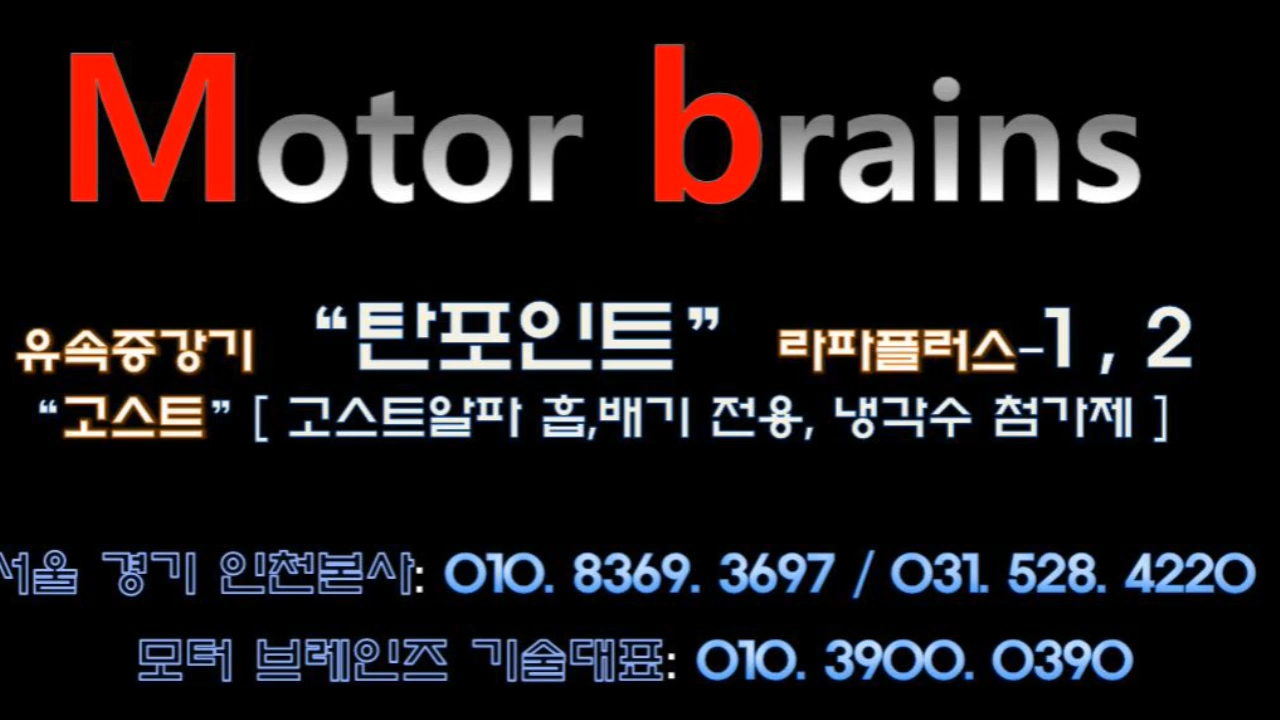 Motor brains
유속증강기 “탄포인트” 라파플러스-1 , 2
“고스트” [ 고스트알파 흡,배기 전용, 냉각수 첨가제 ]
서울 경기 인천본사: 010. 8369. 3697 / 031. 528. 4220
모터 브레인즈 기술대표: 010. 3900. 0390